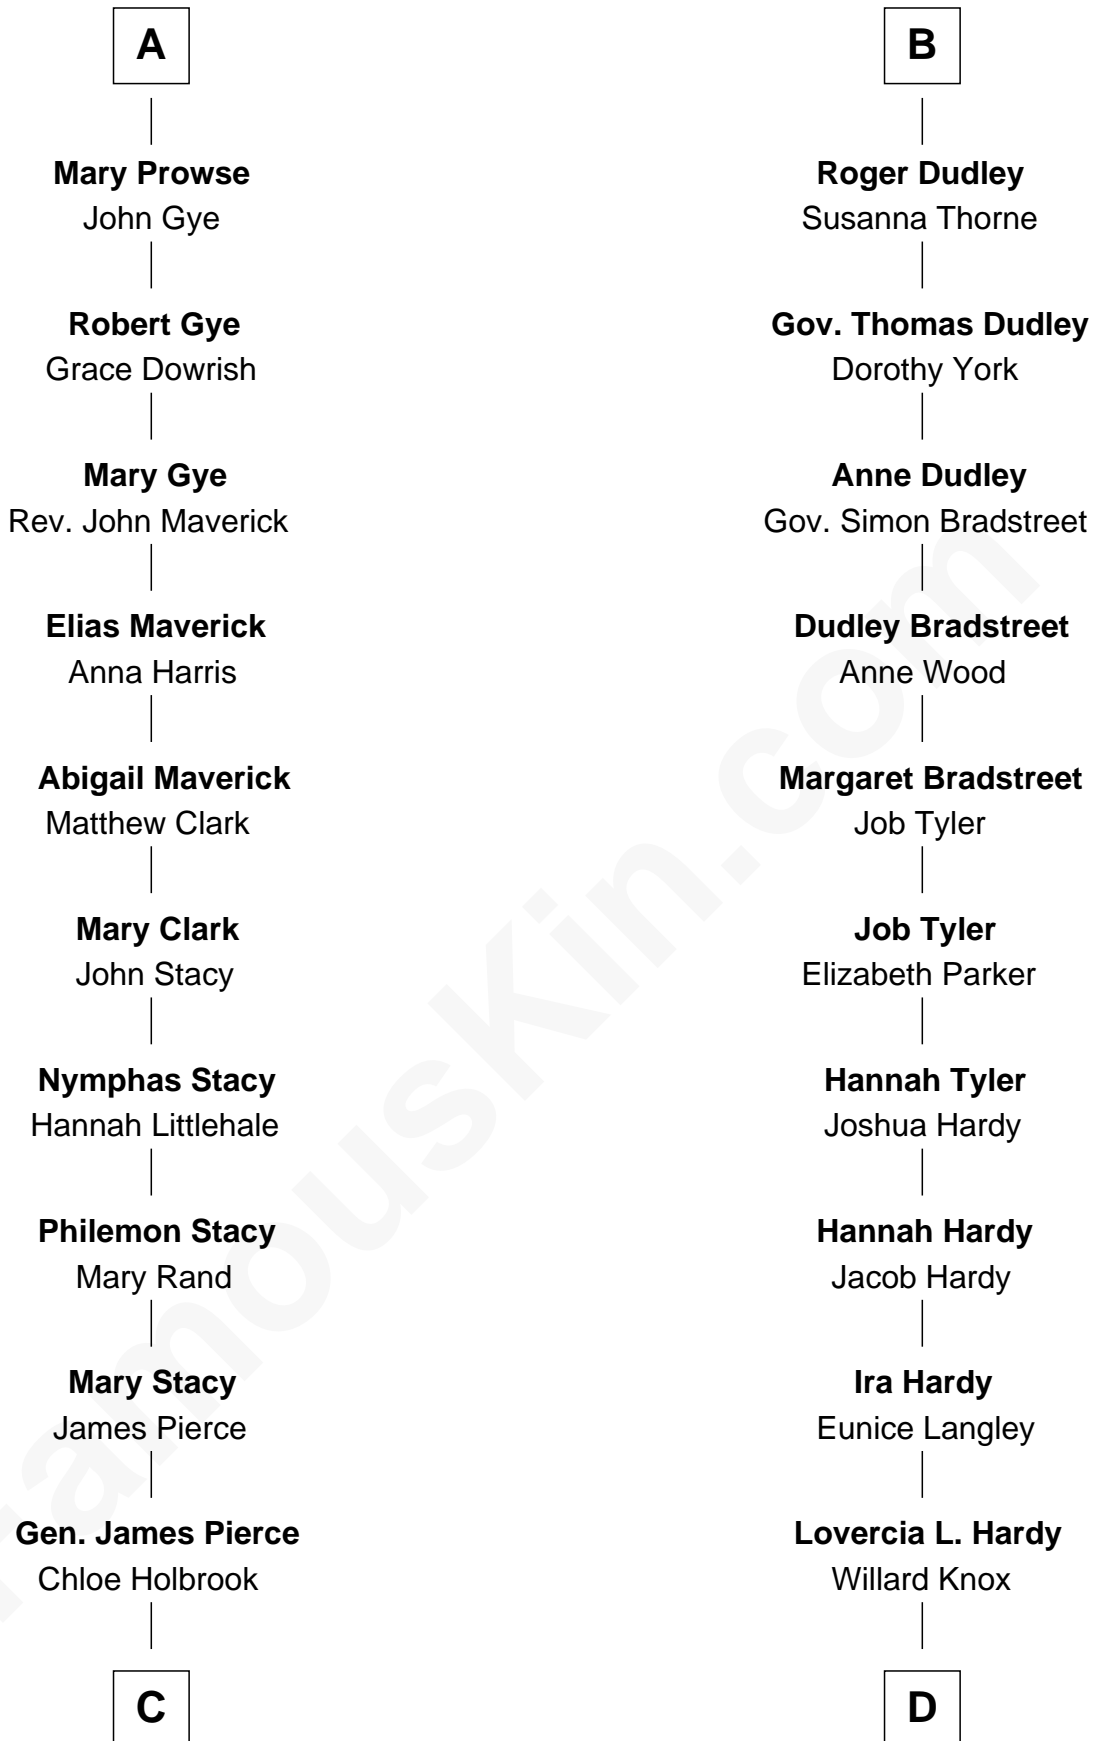 A
Mary Prowse
John Gye
Robert Gye
Grace Dowrish
Mary Gye
Rev. John Maverick
Elias Maverick
Anna Harris
Abigail Maverick
Matthew Clark
Mary Clark
John Stacy
Nymphas Stacy
Hannah Littlehale
Philemon Stacy
Mary Rand
Mary Stacy
James Pierce
Gen. James Pierce
Chloe Holbrook
C
B
Roger Dudley
Susanna Thorne
Gov. Thomas Dudley
Dorothy York
Anne Dudley
Gov. Simon Bradstreet
Dudley Bradstreet
Anne Wood
Margaret Bradstreet
Job Tyler
Job Tyler
Elizabeth Parker
Hannah Tyler
Joshua Hardy
Hannah Hardy
Jacob Hardy
Ira Hardy
Eunice Langley
Lovercia L. Hardy
Willard Knox
D
FamousKin.com